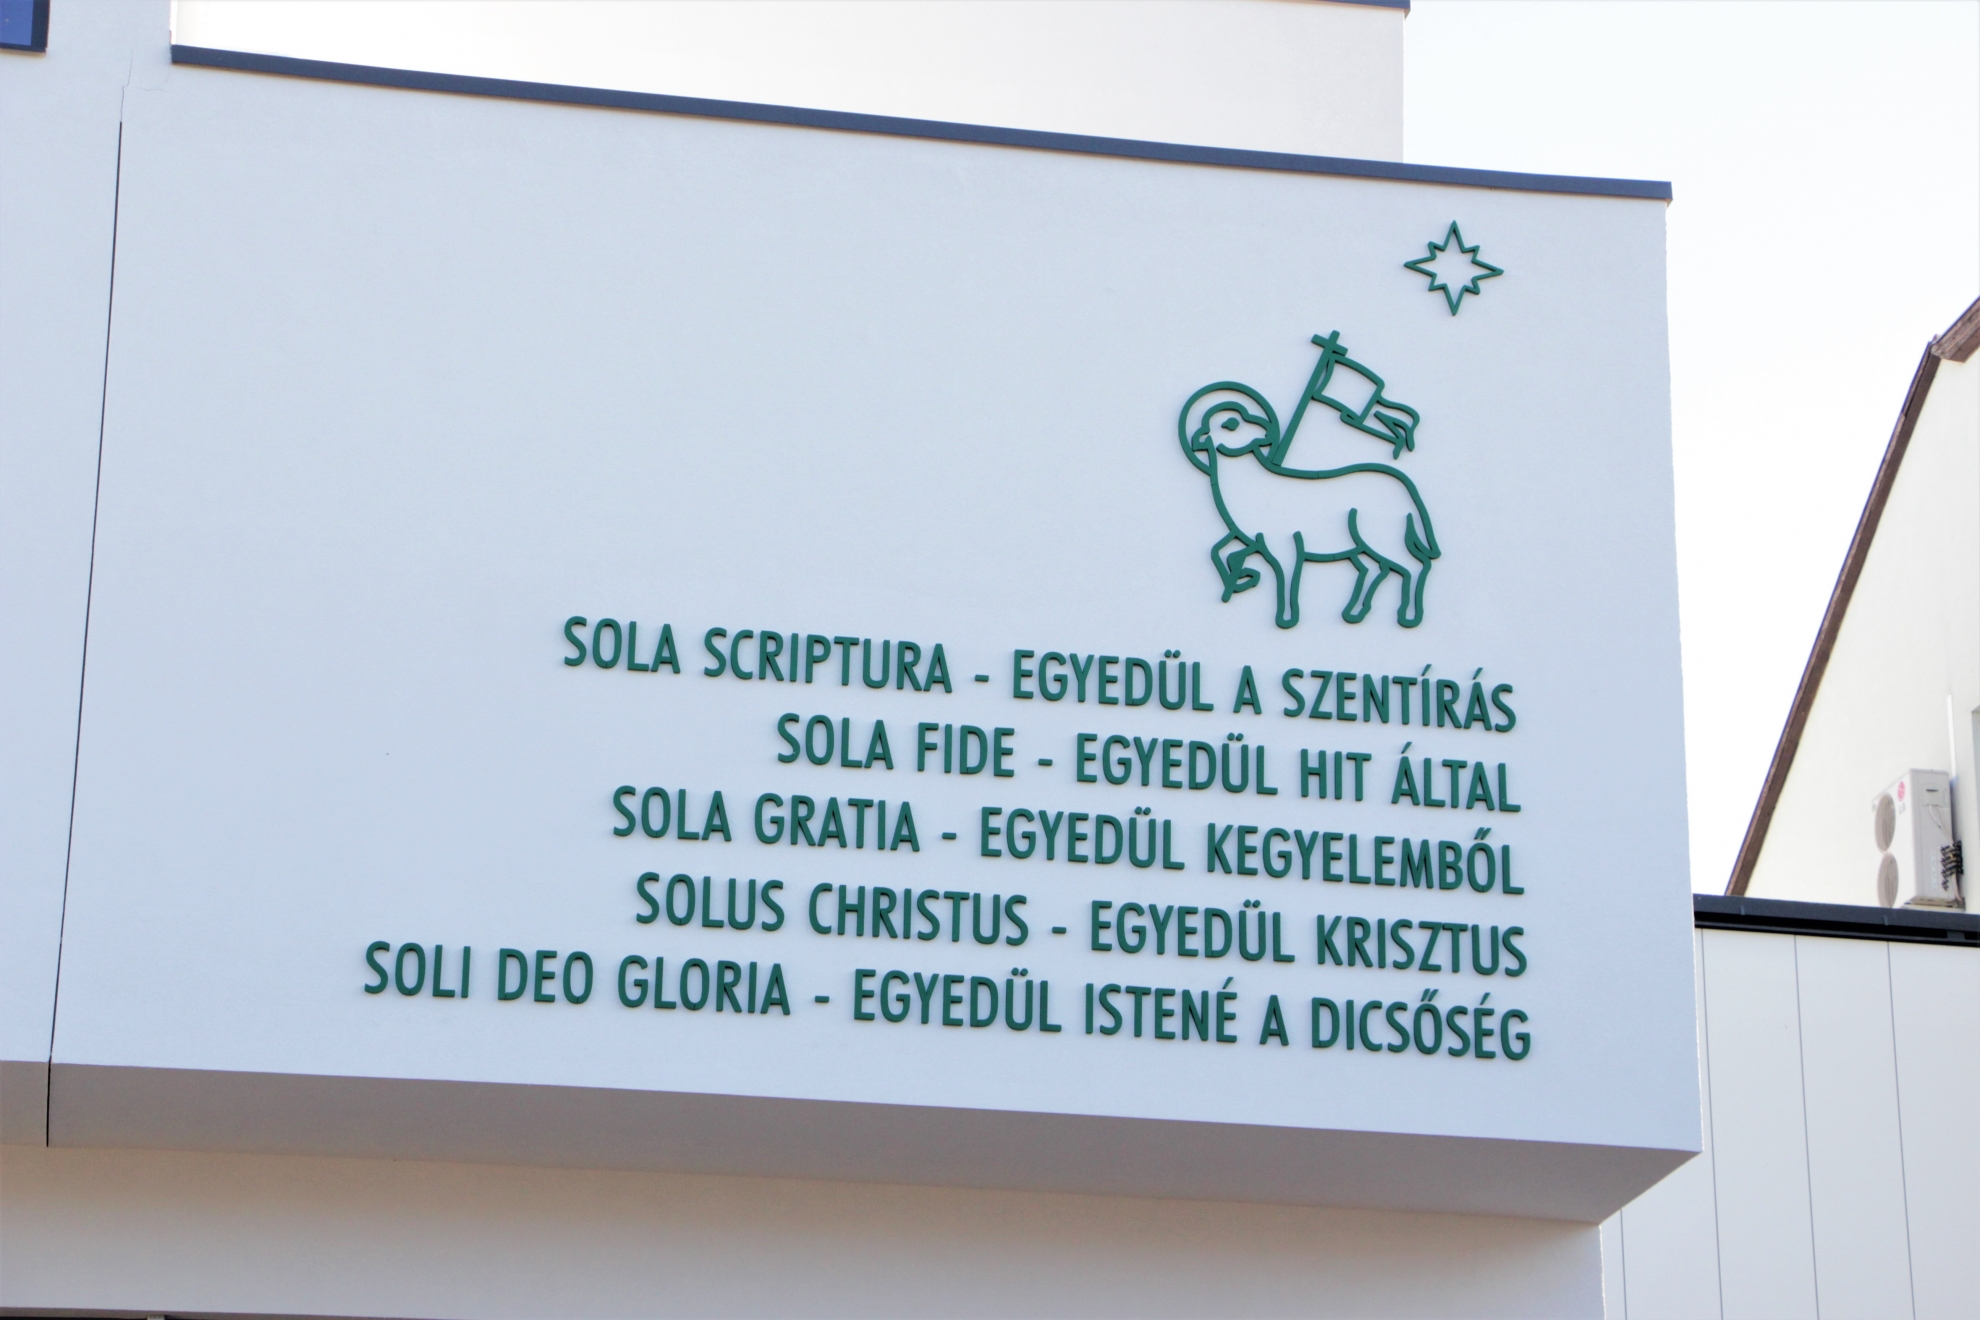 SOLA SCRIPTURA - EGYEDÜL A SZENTÍRÁS
SOLA FIDE - EGYEDÜL HIT ÁLTAL
SOLA GRATIA - EGYEDÜL KEGYELEMBŐL
SOLUS CHRISTUS - EGYEDÜL KRISZTUS
SOLI DEO GLORIA - EGYEDÜL ISTENÉ A DICSŐSÉG
LG